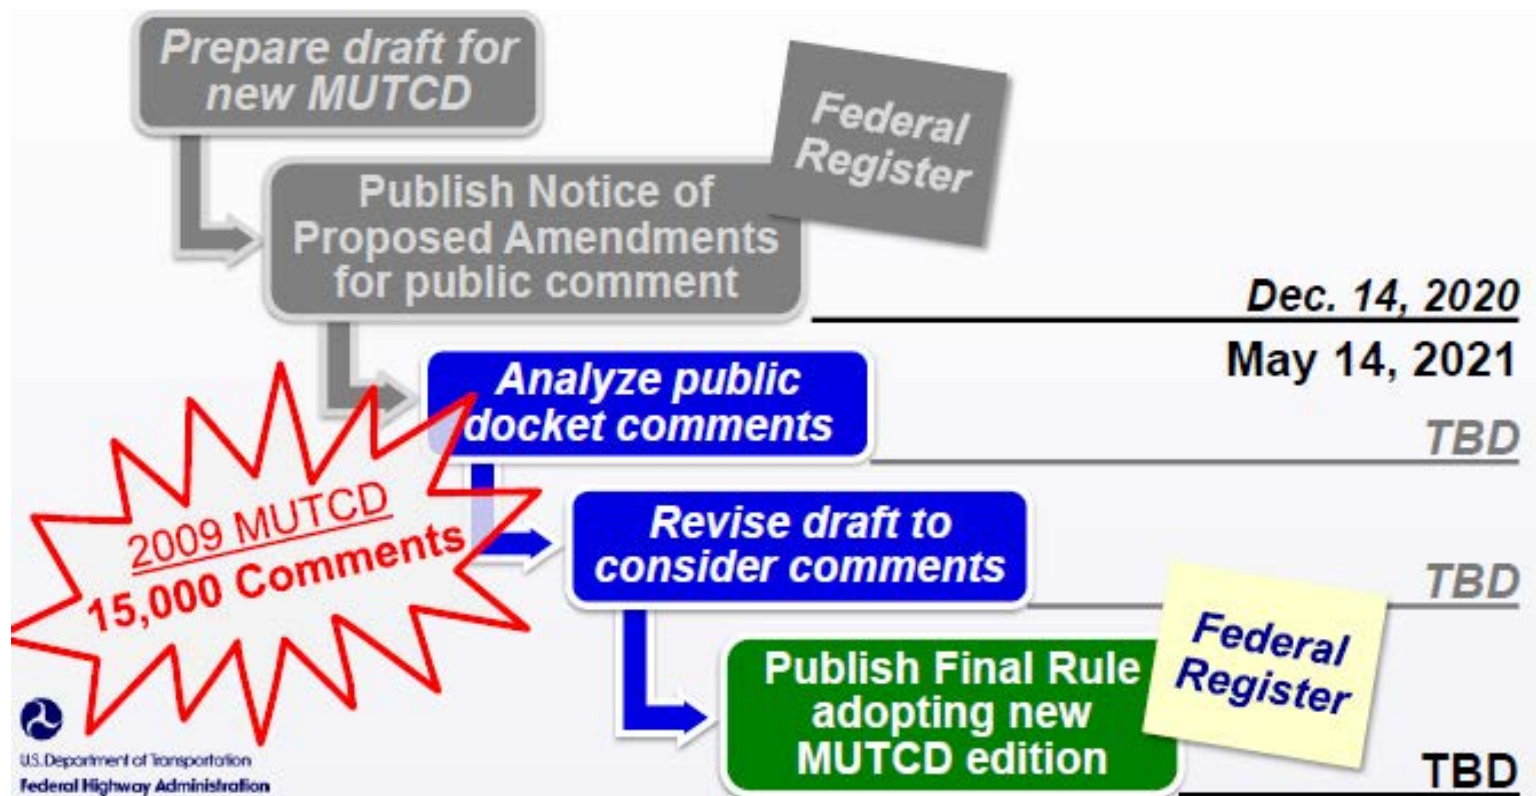 Prepare draft for
new MUTCD
Federal
Register
Publish Notice of
Proposed Amendments
for public comment
Dec. 14, 2020
May 14, 2021
Analyze public
docket comments
TBD
2009 MUTCD
15,000 Comments
Revise draft to
consider comments
TBD
Federal
Register
Publish Final Rule
adopting new
MUTCD edition
TBD
U.S. Department of Transportation
Federal Highway Administration